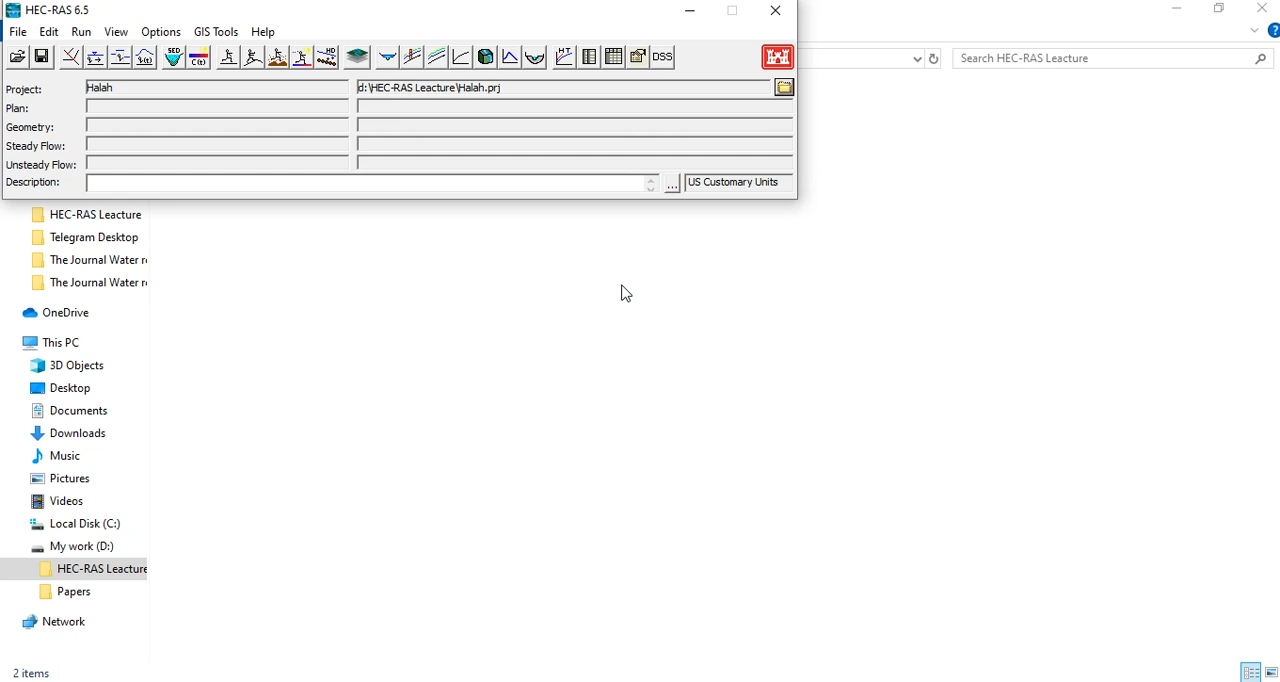 HEC-RAS 6.5
File Edit Run View Options GIS Tools Help
SED C(t) HD HT DSS
Search HEC-RAS Leacture
Project: Halah d:\HEC-RAS Leacture\Halah.prj
Plan:
Geometry:
Steady Flow:
Unsteady Flow:
Description: ... US Customary Units
HEC-RAS Leacture
Telegram Desktop
The Journal Water r
The Journal Water r
OneDrive
This PC
3D Objects
Desktop
Documents
Downloads
Music
Pictures
Videos
Local Disk (C:)
My work (D:)
HEC-RAS Leacture
Papers
Network
2 items